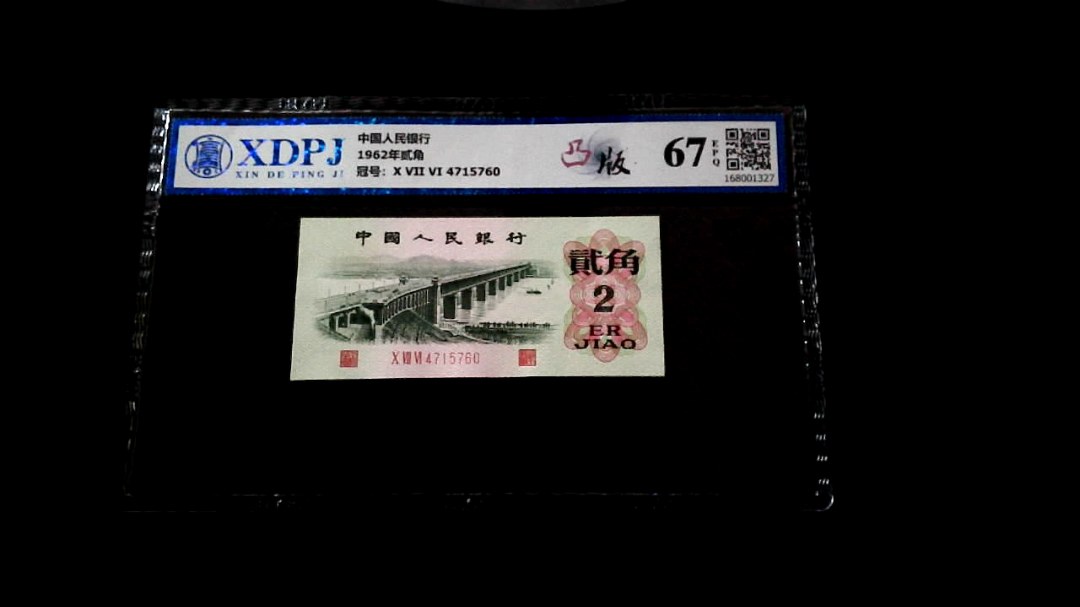 XDPJ
XIN DE PING JI
中国人民银行
1962年贰角
冠号：X VII VI 4715760
凸版
67
EPQ
168001327
中國人民銀行
貳角
2
ER
JIAO
X VII VI 4715760